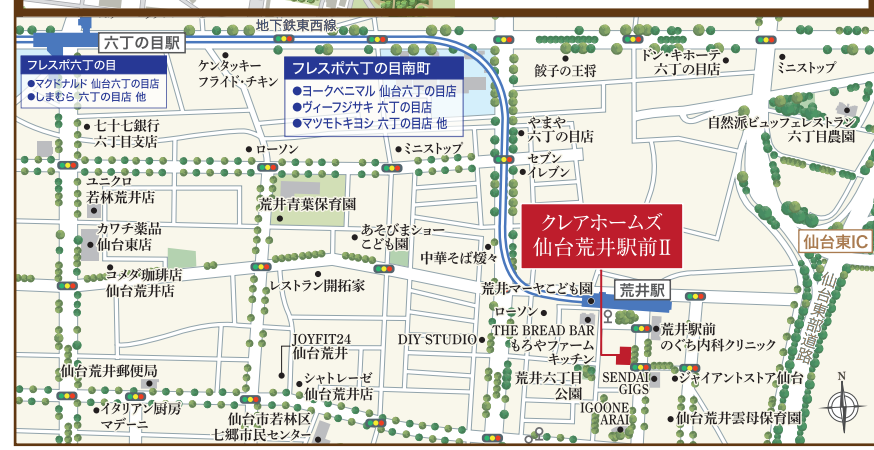 地下鉄東西線
六丁の目駅
フレスポ六丁の目
●マクドナルド 仙台六丁の目店
●しまむら 六丁の目店 他
ケンタッキー
フライド・チキン
フレスポ六丁の目南町
●ヨークベニマル 仙台六丁の目店
●ヴィーフジサキ 六丁の目店
●マツモトキヨシ 六丁の目店 他
餃子の王将
ドン・キホーテ
六丁の目店
ミニストップ
自然派ビュッフェレストラン
六丁目農園
七十七銀行
六丁目支店
ローソン
ミニストップ
やまや
六丁の目店
セブン
イレブン
ユニクロ
若林荒井店
荒井青葉保育園
カワチ薬品
仙台東店
あそびまショー
こども園
中華そば煖々
クレアホームズ
仙台荒井駅前Ⅱ
仙台東IC
仙台東部道路
コメダ珈琲店
仙台荒井店
レストラン開拓家
荒井マーヤこども園
荒井駅
ローソン
THE BREAD BAR
もろやファーム
キッチン
荒井駅前
のぐち内科クリニック
JOYFIT24
仙台荒井
DIY STUDIO
仙台荒井郵便局
シャトレーゼ
仙台荒井店
荒井六丁目
公園
SENDAI
GIGS
ジャイアントストア仙台
N
イタリアン厨房
マデーニ
仙台市若林区
七郷市民センター
IGOONE
ARAI
仙台荒井雲母保育園